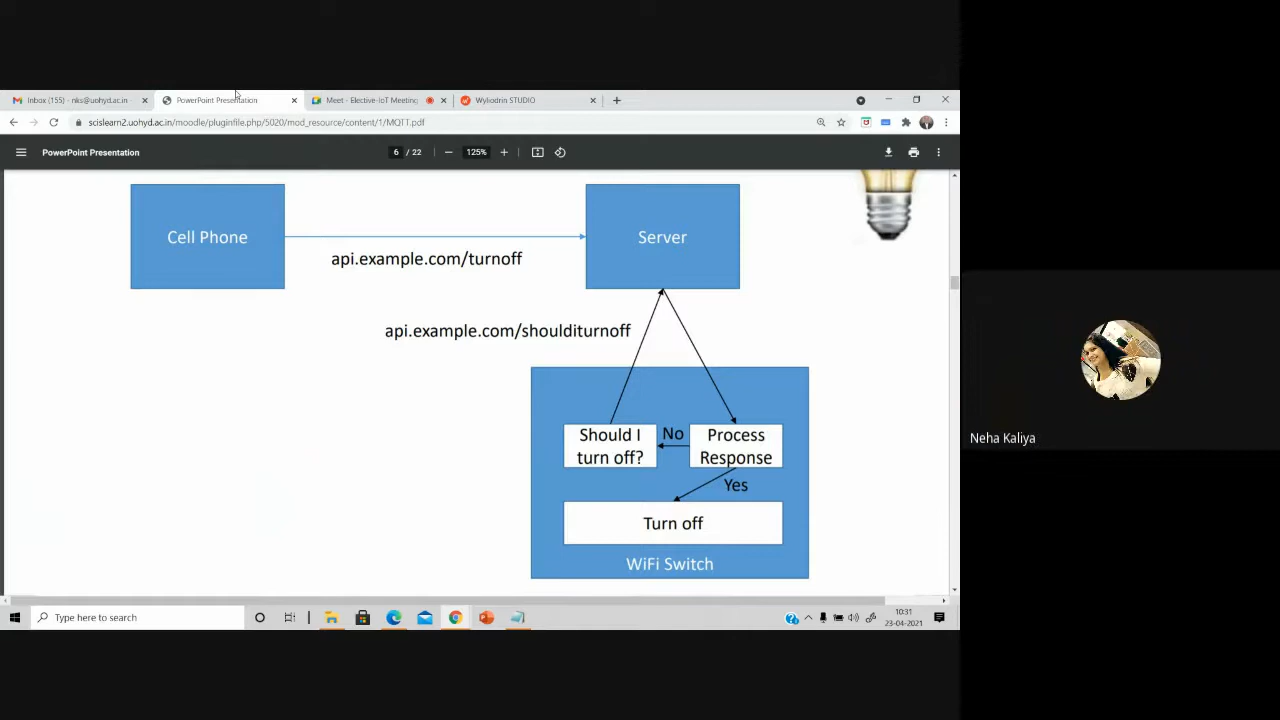 Inbox (155) - nks@uohyd.ac.in
PowerPoint Presentation
Meet - Elective-IoT Meeting
Wyliodrin STUDIO
scislearn2.uohyd.ac.in/moodle/pluginfile.php/5020/mod_resource/content/1/MQTT.pdf
PowerPoint Presentation
6 / 22
125%
Cell Phone
Server
api.example.com/turnoff
api.example.com/shoulditurnoff
Should I
turn off?
No
Process
Response
Yes
Turn off
WiFi Switch
Neha Kaliya
Type here to search
10:31
23-04-2021